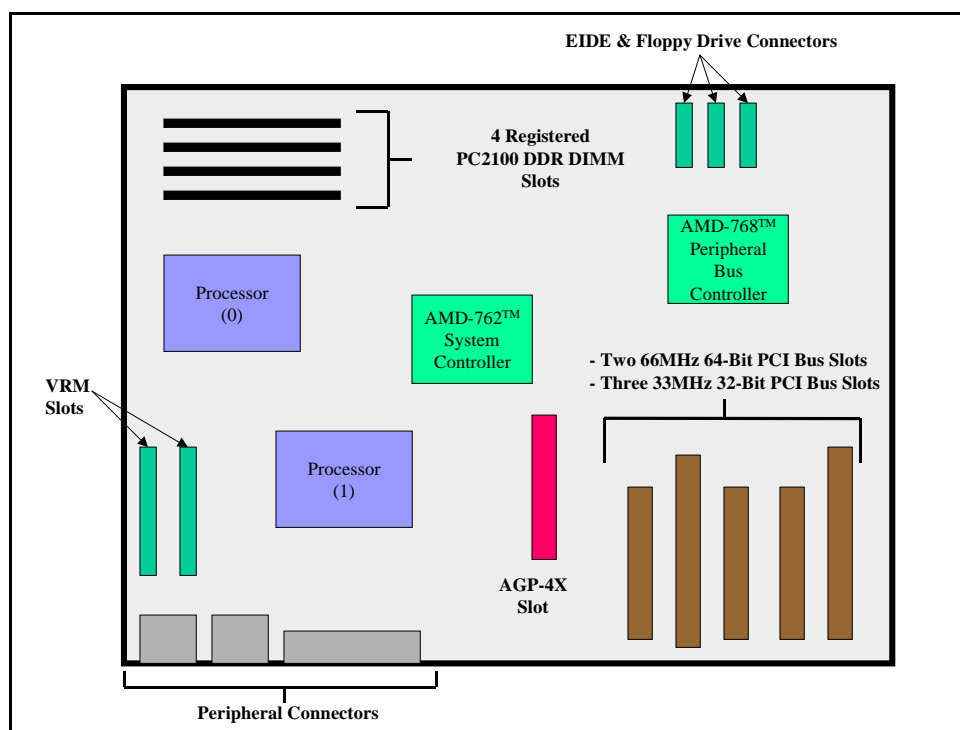 EIDE & Floppy Drive Connectors
4 Registered
PC2100 DDR DIMM
Slots
AMD-768™
Peripheral
Bus
Controller
Processor
(0)
AMD-762™
System
Controller
- Two 66MHz 64-Bit PCI Bus Slots
- Three 33MHz 32-Bit PCI Bus Slots
VRM
Slots
Processor
(1)
AGP-4X
Slot
Peripheral Connectors